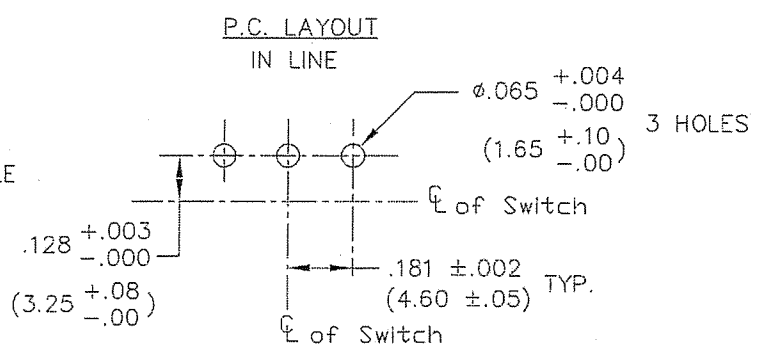 P.C. LAYOUT
IN LINE
⌀.065 +.004 -.000
(1.65 +.10 -.00)
3 HOLES
LE
℄ of Switch
.128 +.003 -.000
(3.25 +.08 -.00)
.181 ±.002
(4.60 ±.05)
TYP.
℄ of Switch